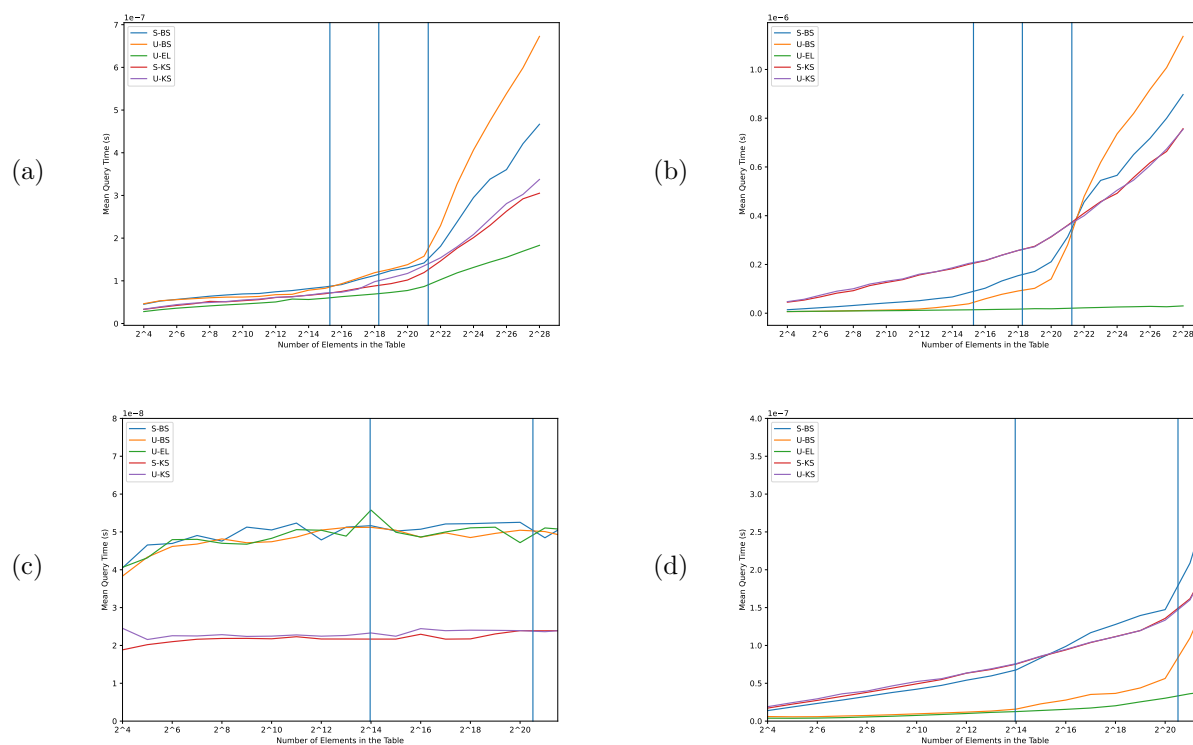 (a)
1e−7
7
6
5
4
3
2
1
0
Mean Query Time (s)
S-BS
U-BS
U-EL
S-KS
U-KS
2^4 2^6 2^8 2^10 2^12 2^14 2^16 2^18 2^20 2^22 2^24 2^26 2^28
Number of Elements in the Table
(b)
1e−6
1.0
0.8
0.6
0.4
0.2
0.0
Mean Query Time (s)
S-BS
U-BS
U-EL
S-KS
U-KS
2^4 2^6 2^8 2^10 2^12 2^14 2^16 2^18 2^20 2^22 2^24 2^26 2^28
Number of Elements in the Table
(c)
1e−8
8
7
6
5
4
3
2
1
0
Mean Query Time (s)
S-BS
U-BS
U-EL
S-KS
U-KS
2^4 2^6 2^8 2^10 2^12 2^14 2^16 2^18 2^20
Number of Elements in the Table
(d)
1e−7
4.0
3.5
3.0
2.5
2.0
1.5
1.0
0.5
0.0
Mean Query Time (s)
S-BS
U-BS
U-EL
S-KS
U-KS
2^4 2^6 2^8 2^10 2^12 2^14 2^16 2^18 2^20
Number of Elements in the Table